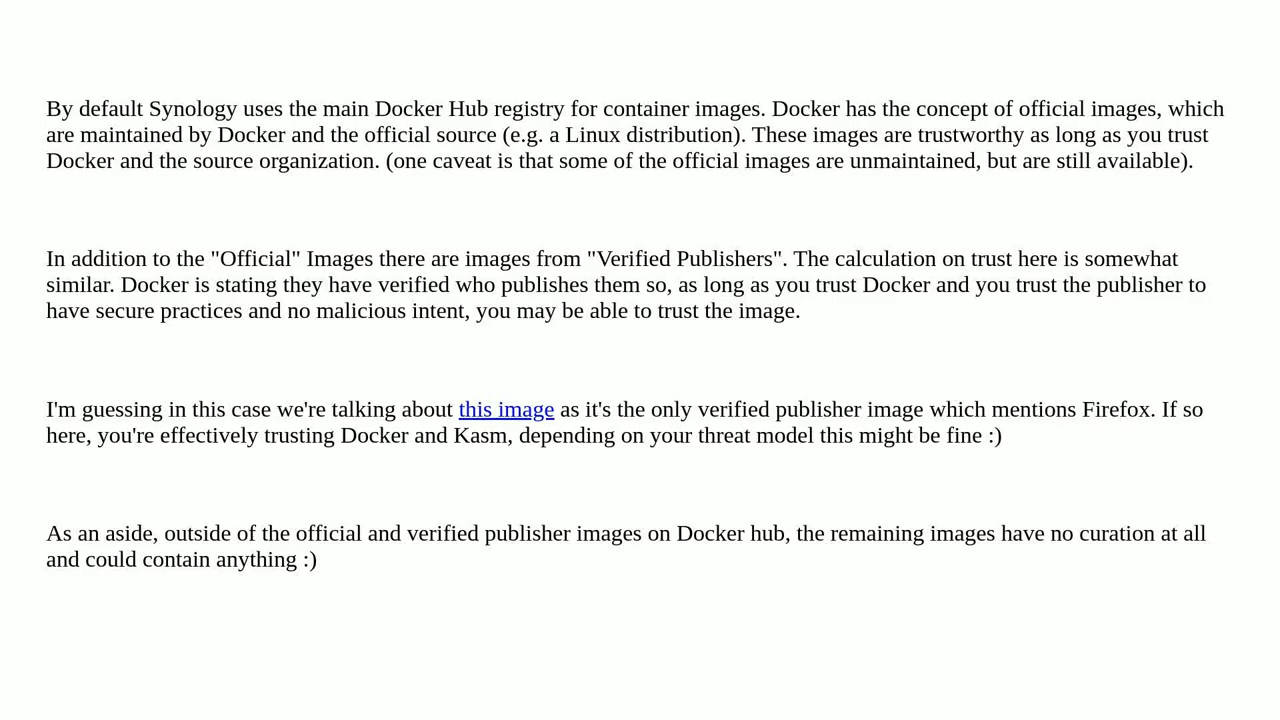 By default Synology uses the main Docker Hub registry for container images. Docker has the concept of official images, which
are maintained by Docker and the official source (e.g. a Linux distribution). These images are trustworthy as long as you trust
Docker and the source organization. (one caveat is that some of the official images are unmaintained, but are still available).
In addition to the "Official" Images there are images from "Verified Publishers". The calculation on trust here is somewhat
similar. Docker is stating they have verified who publishes them so, as long as you trust Docker and you trust the publisher to
have secure practices and no malicious intent, you may be able to trust the image.
I'm guessing in this case we're talking about this image as it's the only verified publisher image which mentions Firefox. If so
here, you're effectively trusting Docker and Kasm, depending on your threat model this might be fine :)
As an aside, outside of the official and verified publisher images on Docker hub, the remaining images have no curation at all
and could contain anything :)